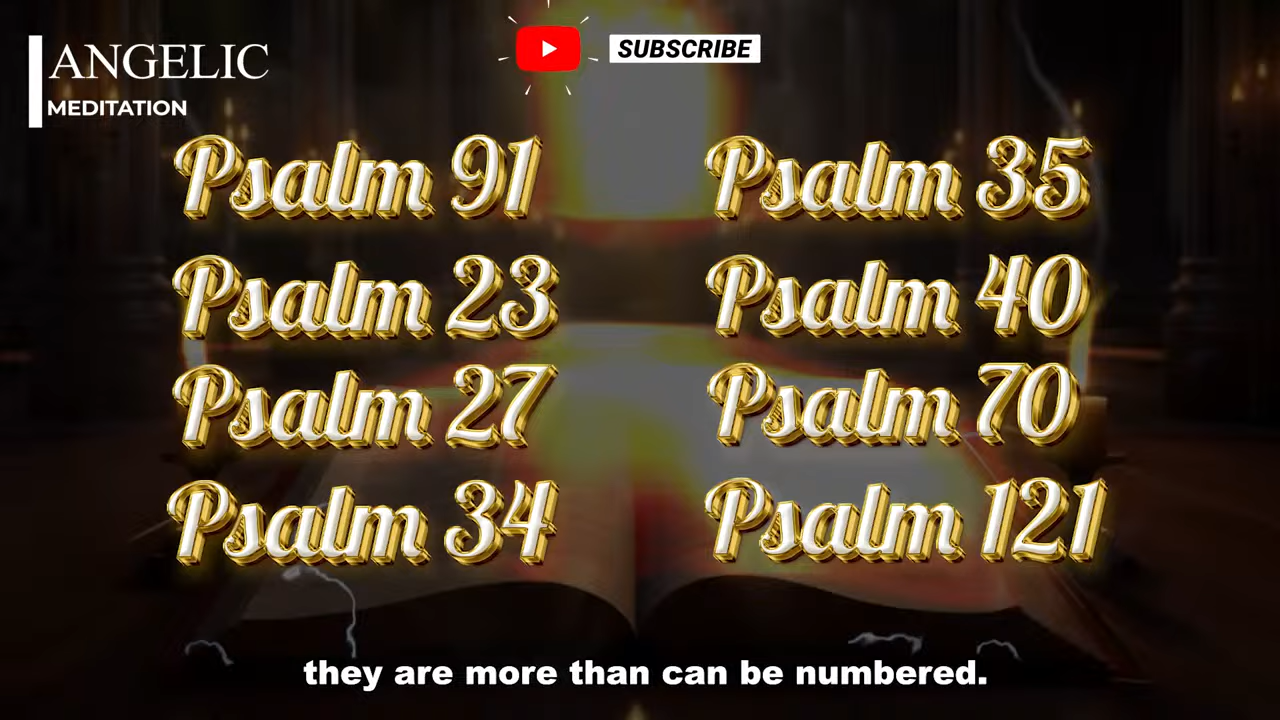 ANGELIC
MEDITATION
SUBSCRIBE
Psalm 91
Psalm 23
Psalm 27
Psalm 34
Psalm 35
Psalm 40
Psalm 70
Psalm 121
they are more than can be numbered.